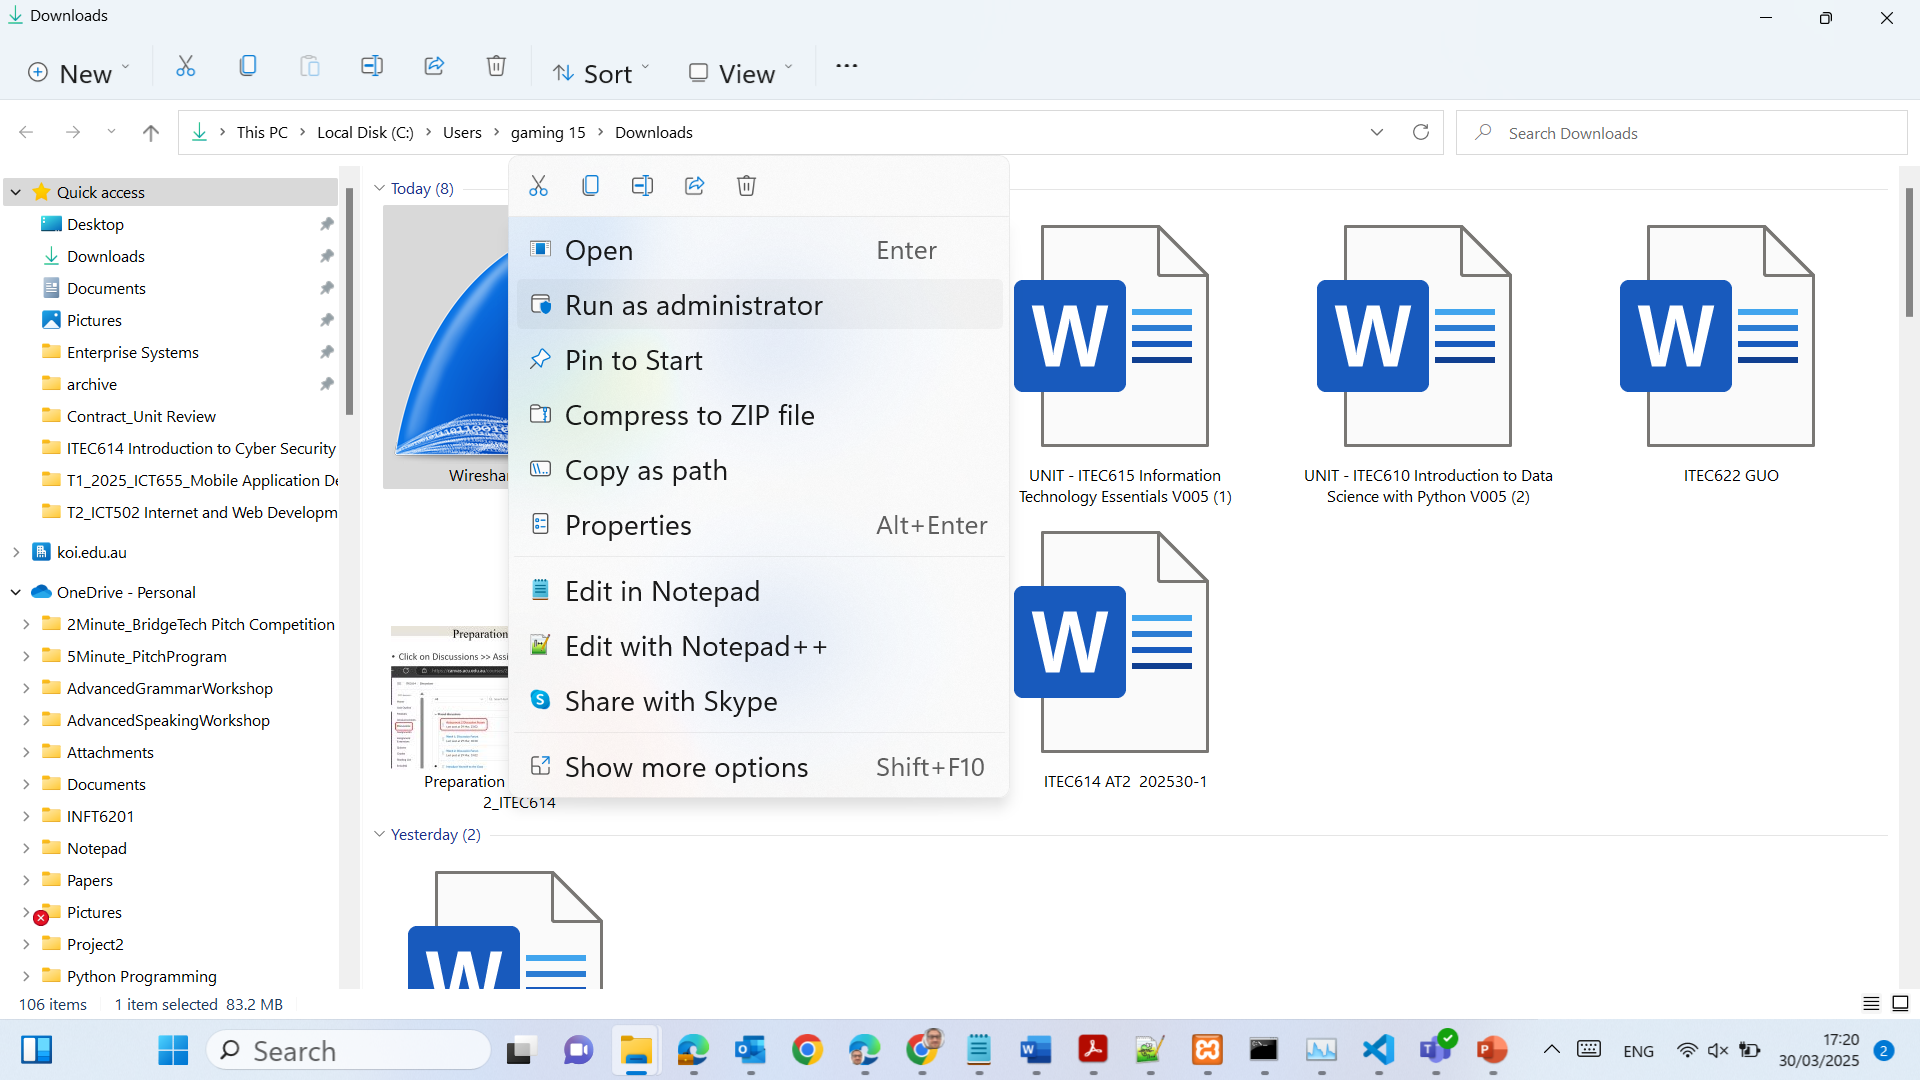 Downloads
New
Sort
View
This PC
Local Disk (C:)
Users
gaming 15
Downloads
Search Downloads
Quick access
Desktop
Downloads
Documents
Pictures
Enterprise Systems
archive
Contract_Unit Review
ITEC614 Introduction to Cyber Security
T1_2025_ICT655_Mobile Application De
T2_ICT502 Internet and Web Developm
koi.edu.au
OneDrive - Personal
2Minute_BridgeTech Pitch Competition
5Minute_PitchProgram
AdvancedGrammarWorkshop
AdvancedSpeakingWorkshop
Attachments
Documents
INFT6201
Notepad
Papers
Pictures
Project2
Python Programming
Today (8)
Wireshar
Open Enter
Run as administrator
Pin to Start
Compress to ZIP file
Copy as path
Properties Alt+Enter
Edit in Notepad
Edit with Notepad++
Share with Skype
Show more options Shift+F10
UNIT - ITEC615 Information
Technology Essentials V005 (1)
UNIT - ITEC610 Introduction to Data
Science with Python V005 (2)
ITEC622 GUO
Preparation
• Click on Discussions >> Assi
Preparation
2_ITEC614
ITEC614 AT2 202530-1
Yesterday (2)
106 items
1 item selected 83.2 MB
Search
ENG
17:20
30/03/2025
2